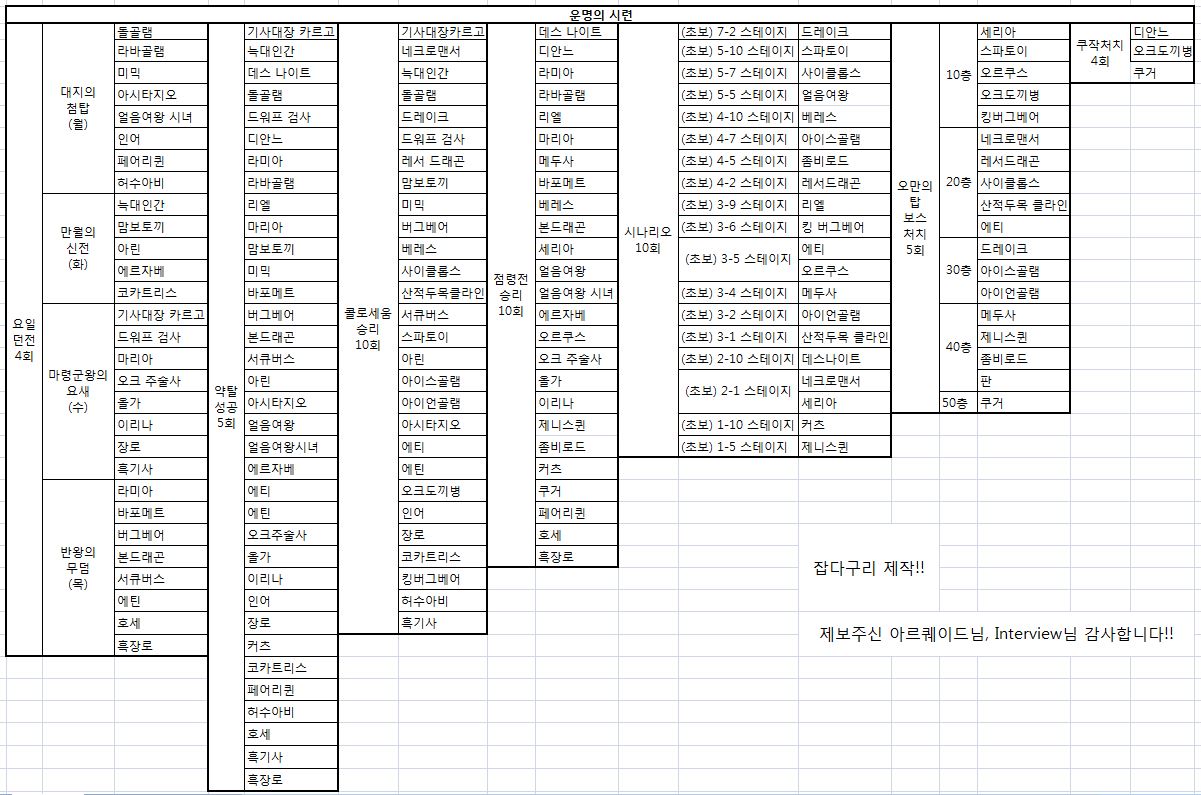 운명의 시련
요일
던전
4회
대지의
첨탑
(월)
돌골램
라바골램
미믹
아시타지오
얼음여왕 시녀
인어
페어리퀸
허수아비
만월의
신전
(화)
늑대인간
맘보토끼
아린
에르자베
코카트리스
마령군왕의
요새
(수)
기사대장 카르고
드워프 검사
마리아
오크 주술사
올가
이리나
장로
흑기사
반왕의
무덤
(목)
라미아
바포메트
버그베어
본드래곤
서큐버스
에틴
호세
흑장로
약탈
성공
5회
기사대장 카르고
늑대인간
데스 나이트
돌골램
드워프 검사
디안느
라미아
라바골램
리엘
마리아
맘보토끼
미믹
바포메트
버그베어
본드래곤
서큐버스
아린
아시타지오
얼음여왕
얼음여왕시녀
에르자베
에티
에틴
오크주술사
올가
이리나
인어
장로
커츠
코카트리스
페어리퀸
허수아비
호세
흑기사
흑장로
콜로세움
승리
10회
기사대장카르고
네크로맨서
늑대인간
돌골램
드레이크
드워프 검사
레서 드래곤
맘보토끼
미믹
버그베어
베레스
사이클롭스
산적두목클라인
서큐버스
스파토이
아린
아이스골램
아이언골램
아시타지오
에티
에틴
오크도끼병
인어
장로
코카트리스
킹버그베어
허수아비
흑기사
점령전
승리
10회
데스 나이트
디안느
라미아
라바골램
리엘
마리아
메두사
바포메트
베레스
본드래곤
세리아
얼음여왕
얼음여왕 시녀
에르자베
오르쿠스
오크 주술사
올가
이리나
제니스퀸
좀비로드
커츠
쿠거
페어리퀸
호세
흑장로
시나리오
10회
(초보) 7-2 스테이지 드레이크
(초보) 5-10 스테이지 스파토이
(초보) 5-7 스테이지 사이클롭스
(초보) 5-5 스테이지 얼음여왕
(초보) 4-10 스테이지 베레스
(초보) 4-7 스테이지 아이스골램
(초보) 4-5 스테이지 좀비로드
(초보) 4-2 스테이지 레서드래곤
(초보) 3-9 스테이지 리엘
(초보) 3-6 스테이지 킹 버그베어
(초보) 3-5 스테이지
에티
오르쿠스
(초보) 3-4 스테이지 메두사
(초보) 3-2 스테이지 아이언골램
(초보) 3-1 스테이지 산적두목 클라인
(초보) 2-10 스테이지 데스나이트
(초보) 2-1 스테이지
네크로맨서
세리아
(초보) 1-10 스테이지 커츠
(초보) 1-5 스테이지 제니스퀸
오만의
탑
보스
처치
5회
10층
세리아
스파토이
오르쿠스
오크도끼병
킹버그베어
20층
네크로맨서
레서드래곤
사이클롭스
산적두목 클라인
에티
30층
드레이크
아이스골램
아이언골램
40층
메두사
제니스퀸
좀비로드
판
50층 쿠거
쿠작처치
4회
디안느
오크도끼병
쿠거
잡다구리 제작!!
제보주신 아르퀘이드님, Interview님 감사합니다!!